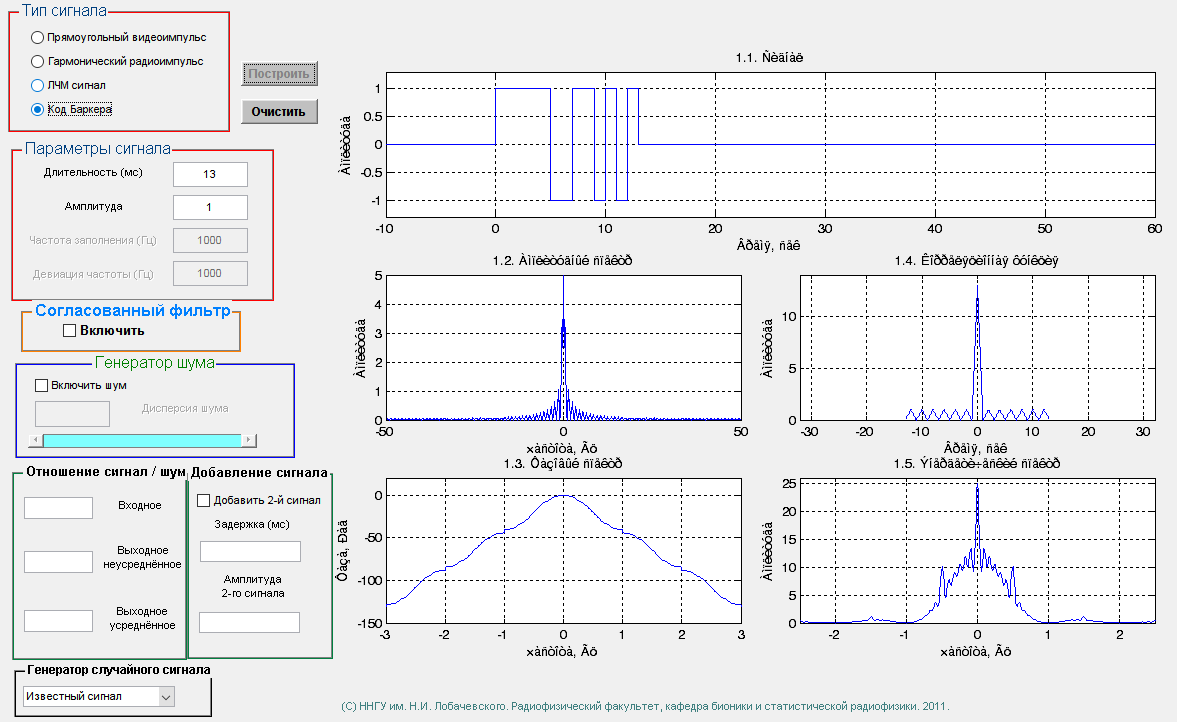 Тип сигнала
Прямоугольный видеоимпульс
Гармонический радиоимпульс
ЛЧМ сигнал
Код Баркера
Построить
Очистить
Параметры сигнала
Длительность (мс)
13
Амплитуда
1
Частота заполнения (Гц)
1000
Девиация частоты (Гц)
1000
Согласованный фильтр
Включить
Генератор шума
Включить шум
Дисперсия шума
Отношение сигнал / шум
Входное
Выходное
неусреднённое
Выходное
усреднённое
Добавление сигнала
Добавить 2-й сигнал
Задержка (мс)
Амплитуда
2-го сигнала
Генератор случайного сигнала
Известный сигнал
1.1. Ñèãíàë
Àìïëèòóäà
1
0.5
0
-0.5
-1
-10 0 10 20 30 40 50 60
Âðåìÿ, ñåê
1.2. Àìïëèòóäíûé ñïåêòð
Àìïëèòóäà
5
4
3
2
1
0
-50 0 50
×àñòîòà, Ãö
1.4. Êîððåëÿöèîííàÿ ôóíêöèÿ
Àìïëèòóäà
10
5
0
-30 -20 -10 0 10 20 30
Âðåìÿ, ñåê
1.3. Ôàçîâûé ñïåêòð
Ôàçà, Ðàä
0
-50
-100
-150
-3 -2 -1 0 1 2 3
×àñòîòà, Ãö
1.5. Ýíåðãåòè÷åñêèé ñïåêòð
Àìïëèòóäà
25
20
15
10
5
0
-2 -1 0 1 2
×àñòîòà, Ãö
(С) ННГУ им. Н.И. Лобачевского. Радиофизический факультет, кафедра бионики и статистической радиофизики. 2011.